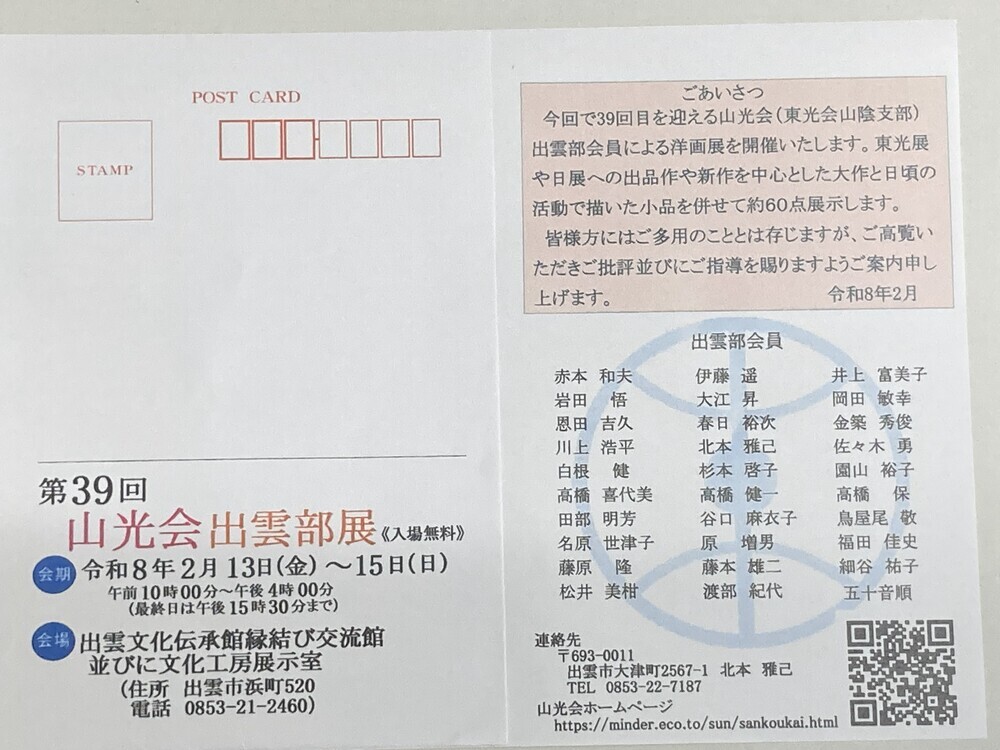 POST CARD
STAMP
第39回
山光会出雲部展《入場無料》
会期 令和8年2月13日(金)～15日(日)
午前10時00分～午後4時00分
(最終日は午後15時30分まで)
会場 出雲文化伝承館縁結び交流館
並びに文化工房展示室
(住所 出雲市浜町520
電話 0853-21-2460)
ごあいさつ
今回で39回目を迎える山光会(東光会山陰支部)
出雲部会員による洋画展を開催いたします。東光展
や日展への出品作や新作を中心とした大作と日頃の
活動で描いた小品を併せて約60点展示します。
皆様方にはご多用のこととは存じますが、ご高覧い
ただきご批評並びにご指導を賜りますようご案内申し
上げます。 令和8年2月
出雲部会員
赤本 和夫 伊藤 遥 井上 富美子
岩田 悟 大江 昇 岡田 敏幸
恩田 吉久 春日 裕次 金築 秀俊
川上 浩平 北本 雅己 佐々木 勇
白根 健 杉本 啓子 園山 裕子
高橋 喜代美 高橋 健一 高橋 保
田部 明芳 谷口 麻衣子 鳥屋尾 敬
名原 世津子 原 増男 福田 佳史
藤原 隆 藤本 雄二 細谷 祐子
松井 美柑 渡部 紀代 五十音順
連絡先
〒693-0011
出雲市大津町2567-1 北本 雅己
TEL 0853-22-7187
山光会ホームページ
https://minder.eco.to/sun/sankoukai.html